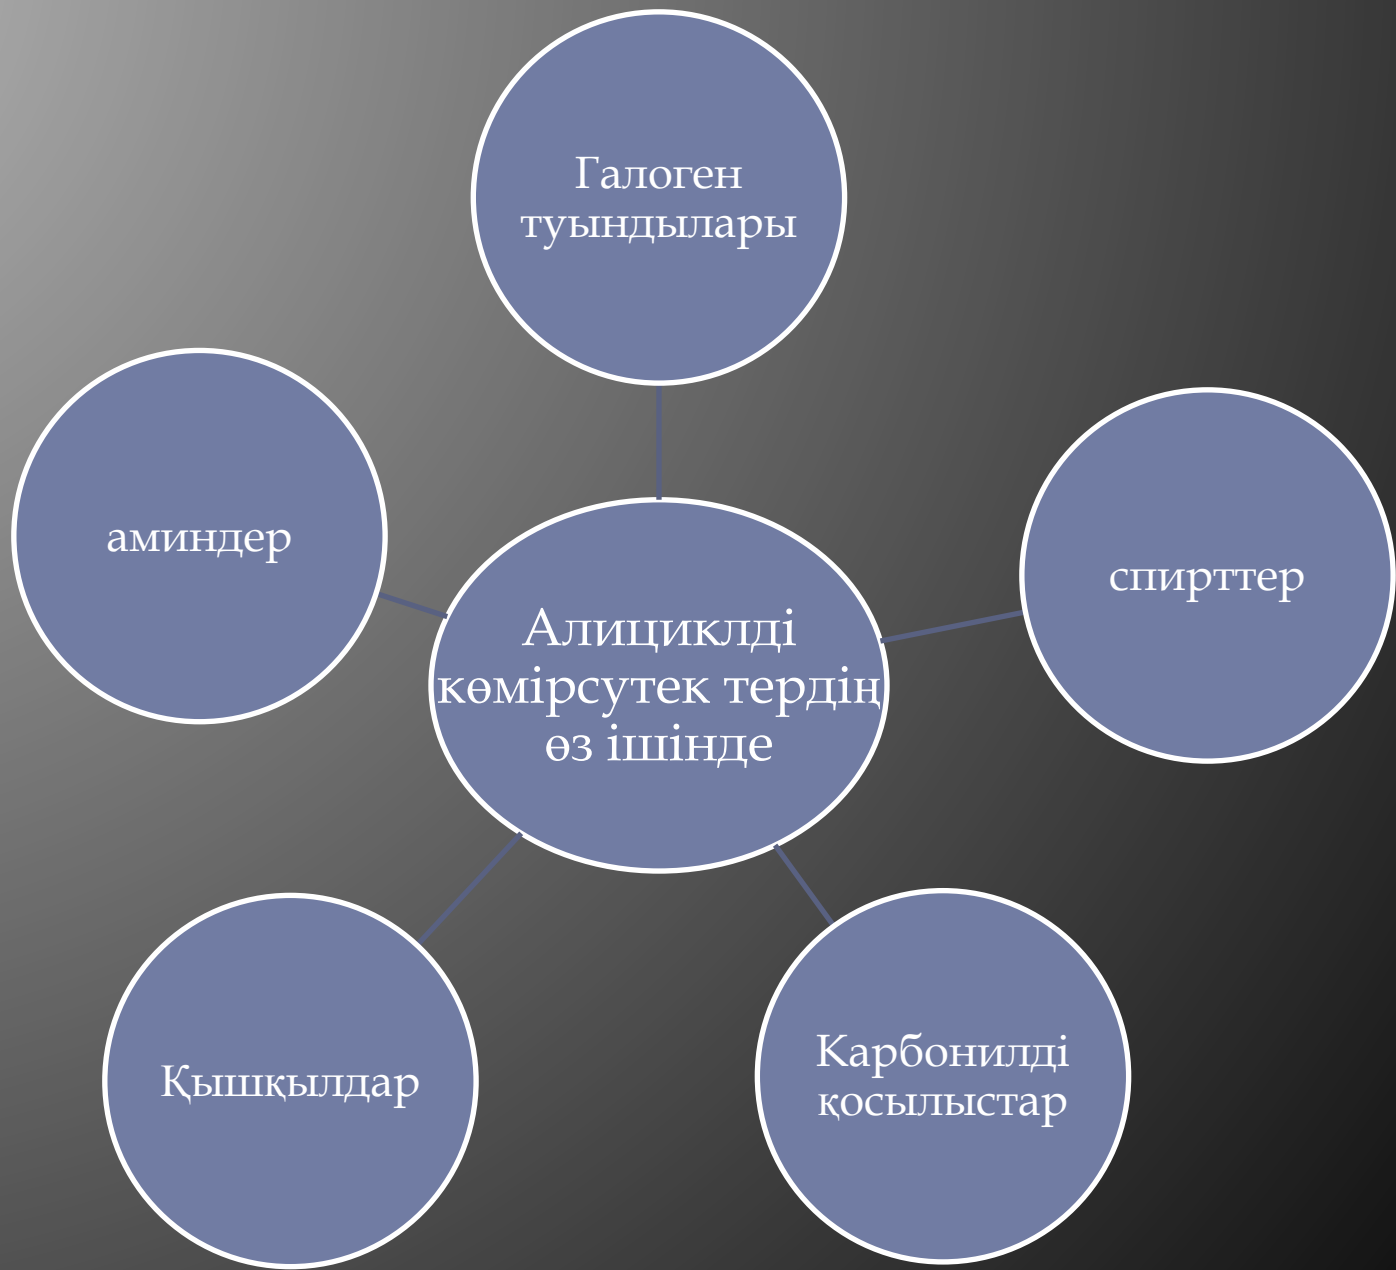 Галоген
туындылары
аминдер
спирттер
Алициклді
көмірсутек тердің
өз ішінде
Қышқылдар
Карбонилді
қосылыстар